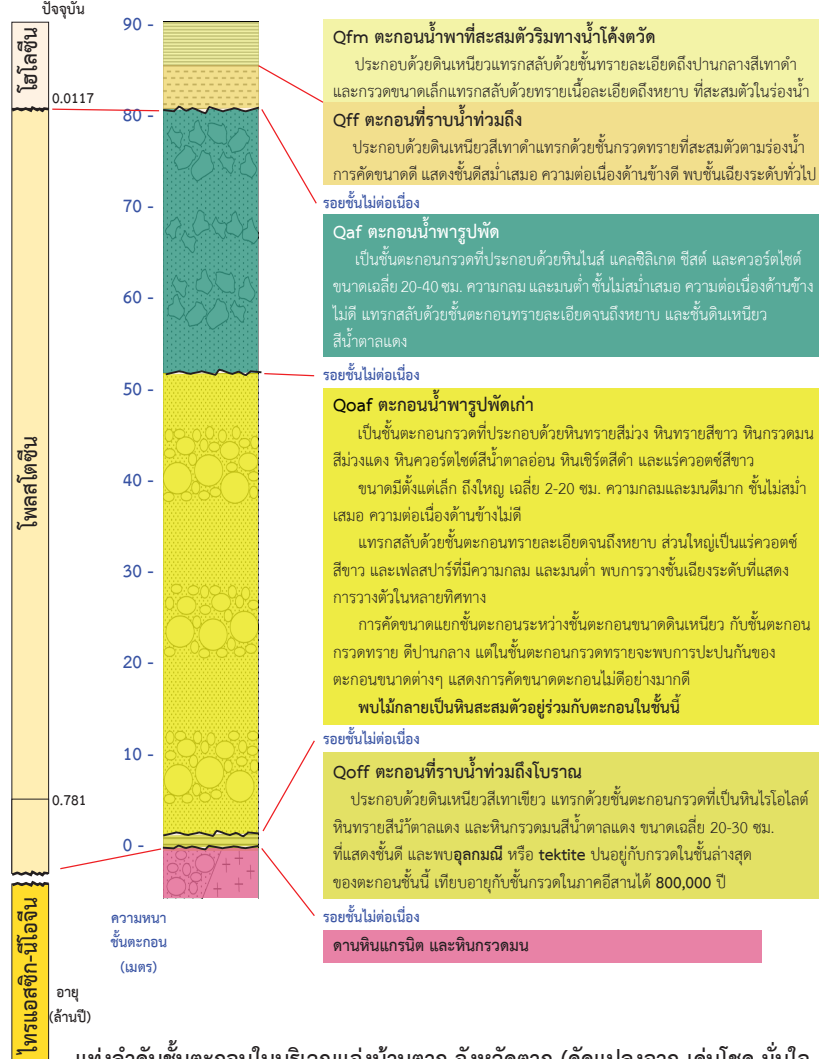 ปัจจุบัน
โฮโลซีน
0.0117
โพลสโตซีน
0.781
ไทรแอสซิก-นีโอจีน
อายุ
(ล้านปี)
90 -
80 -
70 -
60 -
50 -
40 -
30 -
20 -
10 -
0 -
ความหนา
ชั้นตะกอน
(เมตร)
Qfm ตะกอนน้ำพาที่สะสมตัวริมทางน้ำโค้งตวัด
ประกอบด้วยดินเหนียวแทรกสลับด้วยชั้นทรายละเอียดถึงปานกลางสีเทาดำ
และกรวดขนาดเล็กแทรกสลับด้วยทรายเนื้อละเอียดถึงหยาบ ที่สะสมตัวในร่องน้ำ
Qff ตะกอนที่ราบน้ำท่วมถึง
ประกอบด้วยดินเหนียวสีเทาดำแทรกด้วยชั้นกรวดทรายที่สะสมตัวตามร่องน้ำ
การคัดขนาดดี แสดงชั้นดีสม่ำเสมอ ความต่อเนื่องด้านข้างดี พบชั้นเฉียงระดับทั่วไป
รอยชั้นไม่ต่อเนื่อง
Qaf ตะกอนน้ำพารูปพัด
เป็นชั้นตะกอนกรวดที่ประกอบด้วยหินไนส์ แคลซิลิเกต ชีสต์ และควอร์ตไซต์
ขนาดเฉลี่ย 20-40 ซม. ความกลม และมนต่ำ ชั้นไม่สม่ำเสมอ ความต่อเนื่องด้านข้าง
ไม่ดี แทรกสลับด้วยชั้นตะกอนทรายละเอียดจนถึงหยาบ และชั้นดินเหนียว
สีน้ำตาลแดง
รอยชั้นไม่ต่อเนื่อง
Qoaf ตะกอนน้ำพารูปพัดเก่า
เป็นชั้นตะกอนกรวดที่ประกอบด้วยหินทรายสีม่วง หินทรายสีขาว หินกรวดมน
สีม่วงแดง หินควอร์ตไซต์สีน้ำตาลอ่อน หินเชิร์ตสีดำ และแร่ควอตซ์สีขาว
ขนาดมีตั้งแต่เล็ก ถึงใหญ่ เฉลี่ย 2-20 ซม. ความกลมและมนดีมาก ชั้นไม่สม่ำ
เสมอ ความต่อเนื่องด้านข้างไม่ดี
แทรกสลับด้วยชั้นตะกอนทรายละเอียดจนถึงหยาบ ส่วนใหญ่เป็นแร่ควอตซ์
สีขาว และเฟลสปาร์ที่มีความกลม และมนต่ำ พบการวางชั้นเฉียงระดับที่แสดง
การวางตัวในหลายทิศทาง
การคัดขนาดแยกชั้นตะกอนระหว่างชั้นตะกอนขนาดดินเหนียว กับชั้นตะกอน
กรวดทราย ดีปานกลาง แต่ในชั้นตะกอนกรวดทรายจะพบการปะปนกันของ
ตะกอนขนาดต่างๆ แสดงการคัดขนาดตะกอนไม่ดีอย่างมากดี
พบไม้กลายเป็นหินสะสมตัวอยู่ร่วมกับตะกอนในชั้นนี้
รอยชั้นไม่ต่อเนื่อง
Qoff ตะกอนที่ราบน้ำท่วมถึงโบราณ
ประกอบด้วยดินเหนียวสีเทาเขียว แทรกด้วยชั้นตะกอนกรวดที่เป็นหินไรโอไลต์
หินทรายสีน้ำตาลแดง และหินกรวดมนสีน้ำตาลแดง ขนาดเฉลี่ย 20-30 ซม.
ที่แสดงชั้นดี และพบอุลกมณี หรือ tektite ปนอยู่กับกรวดในชั้นล่างสุด
ของตะกอนชั้นนี้ เทียบอายุกับชั้นกรวดในภาคอีสานได้ 800,000 ปี
รอยชั้นไม่ต่อเนื่อง
ดานหินแกรนิต และหินกรวดมน
แท่งลำดับชั้นตะกอนในบริเวณแอ่งบ้านตาก จังหวัดตาก (ดัดแปลงจาก เด่นโชค มั่นใจ